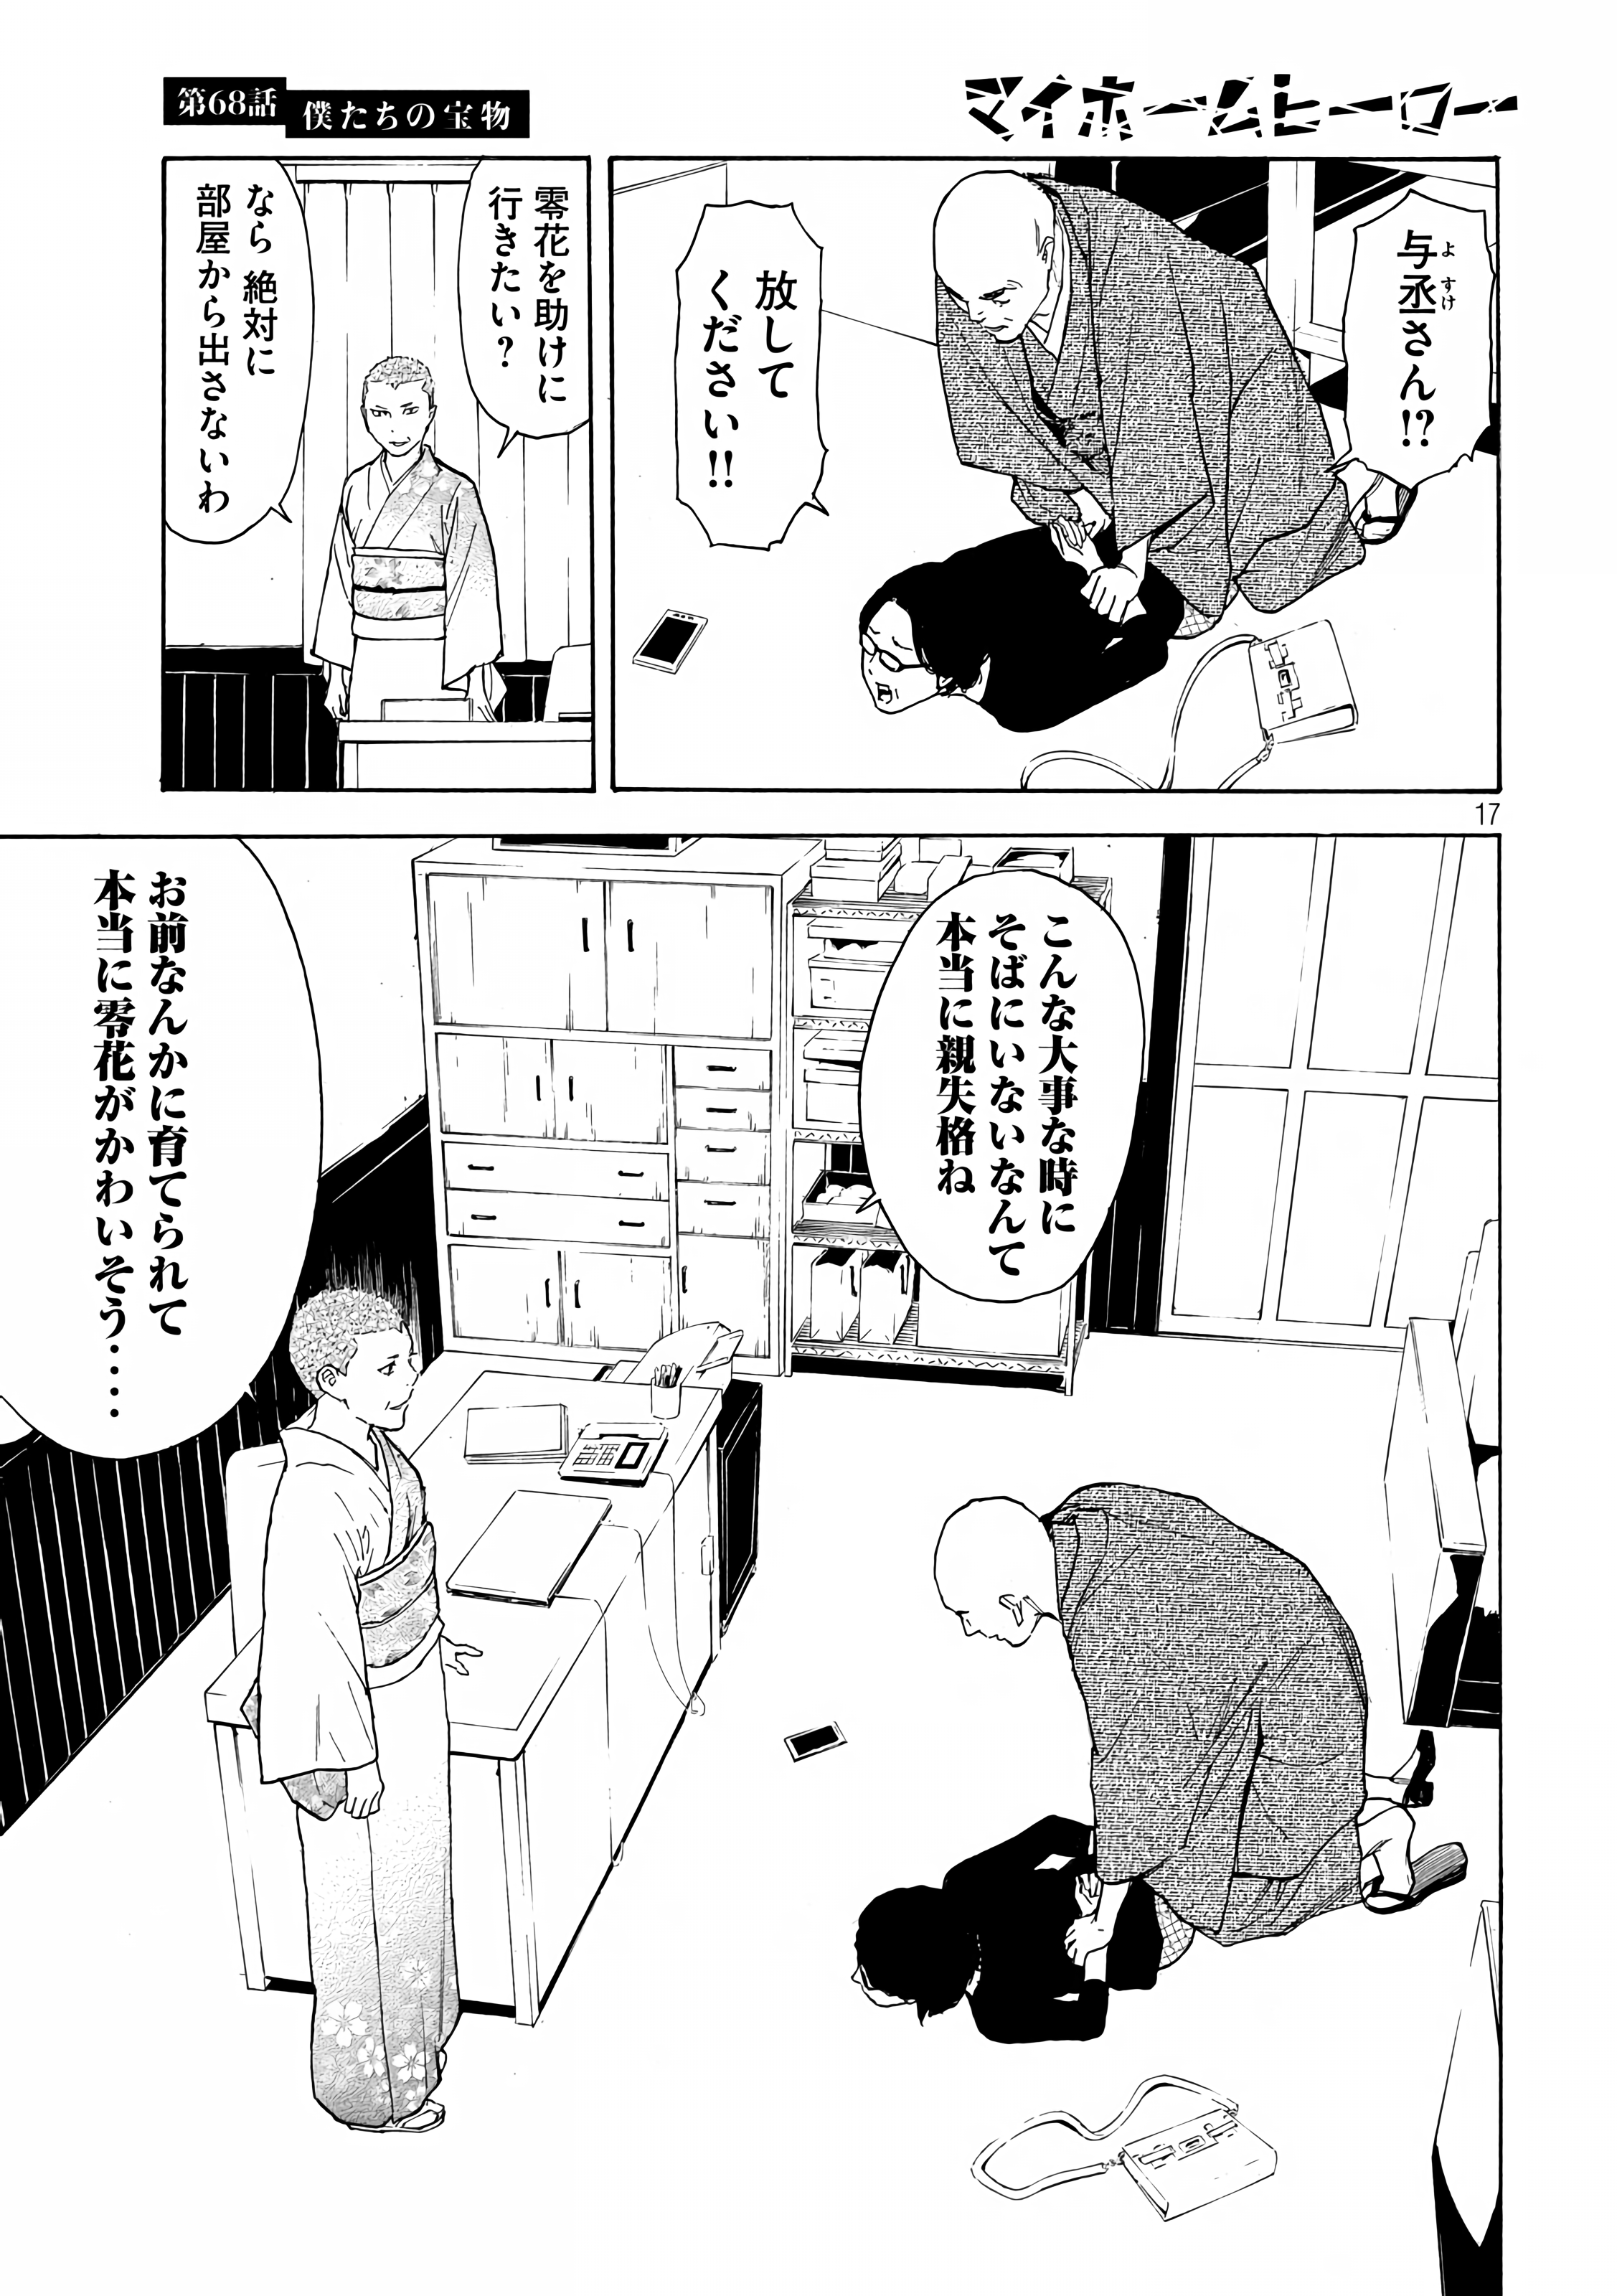 マイホームヒーロー
第68話
僕たちの宝物
与丞さん!?
よすけ
放して
ください!!
零花を助けに
行きたい?
なら 絶対に
部屋から出さないわ
17
こんな大事な時に
そばにいないなんて
本当に親失格ね
お前なんかに育てられて
本当に零花がかわいそう‥‥